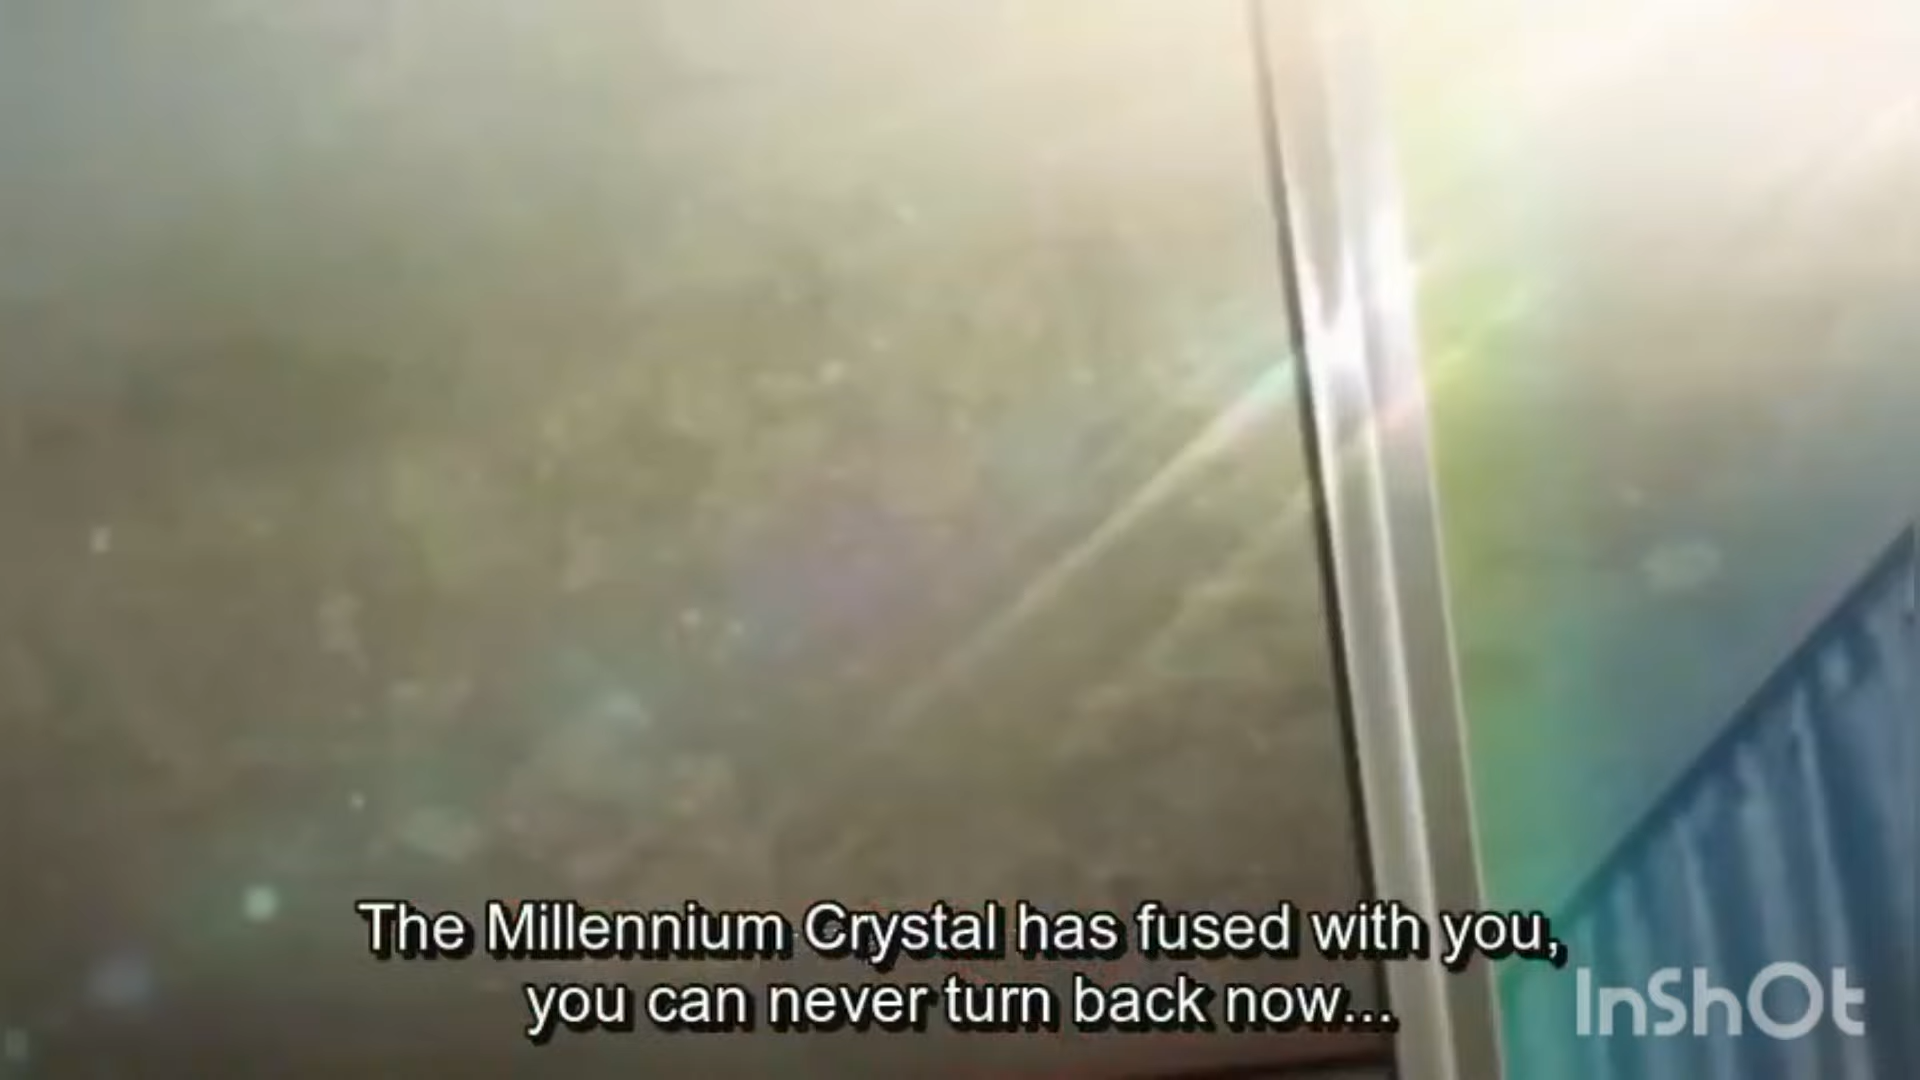 The Millennium Crystal has fused with you,
you can never turn back now...
InShOt